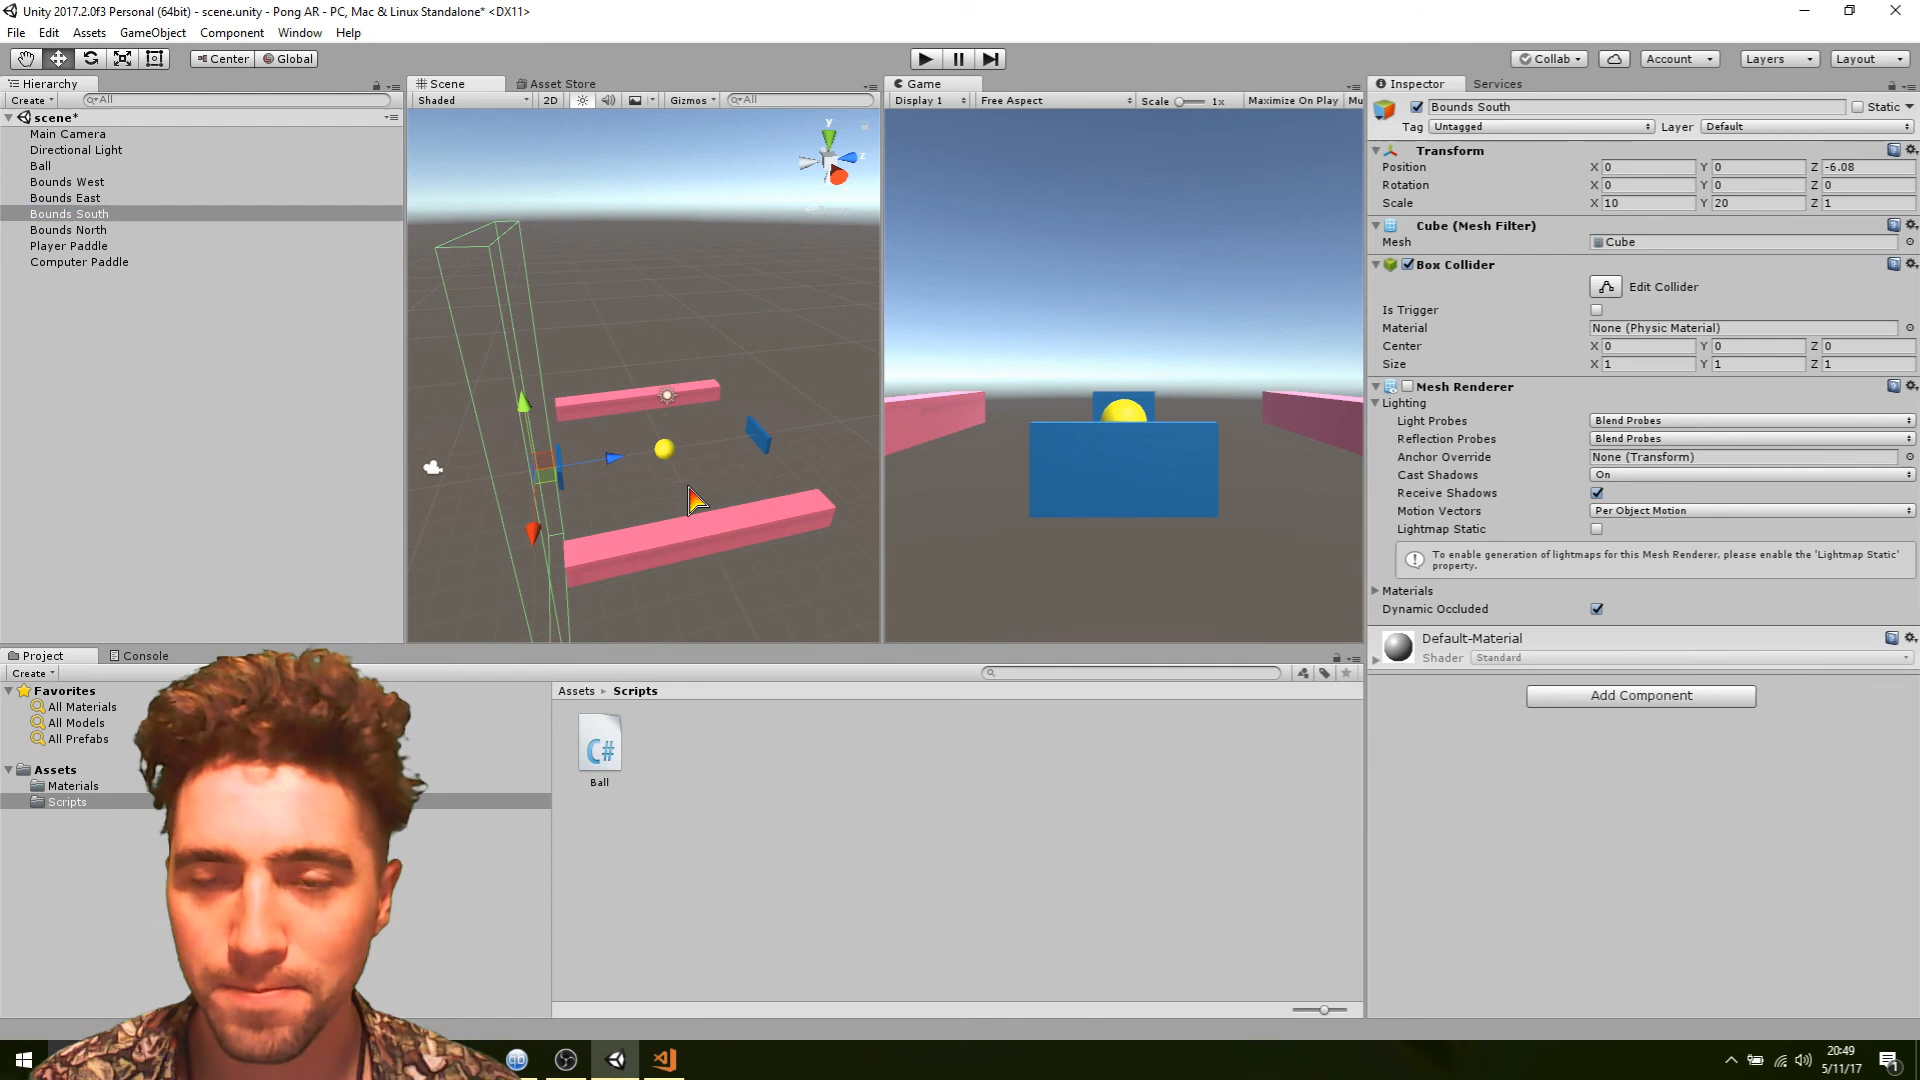 Unity 2017.2.0f3 Personal (64bit) - scene.unity - Pong AR - PC, Mac & Linux Standalone* <DX11>
File Edit Assets GameObject Component Window Help
Center Global Collab Account Layers Layout
Hierarchy
Create All
scene*
Main Camera
Directional Light
Ball
Bounds West
Bounds East
Bounds South
Bounds North
Player Paddle
Computer Paddle
Scene Asset Store
Shaded 2D Gizmos All
y
z
Game
Display 1 Free Aspect Scale 1x Maximize On Play Mu
Inspector Services
Bounds South Static
Tag Untagged Layer Default
Transform
Position X 0 Y 0 Z -6.08
Rotation X 0 Y 0 Z 0
Scale X 10 Y 20 Z 1
Cube (Mesh Filter)
Mesh Cube
Box Collider
Edit Collider
Is Trigger
Material None (Physic Material)
Center X 0 Y 0 Z 0
Size X 1 Y 1 Z 1
Mesh Renderer
Lighting
Light Probes Blend Probes
Reflection Probes Blend Probes
Anchor Override None (Transform)
Cast Shadows On
Receive Shadows
Motion Vectors Per Object Motion
Lightmap Static
To enable generation of lightmaps for this Mesh Renderer, please enable the 'Lightmap Static'
property.
Materials
Dynamic Occluded
Default-Material
Shader Standard
Add Component
Project Console
Create
Favorites
All Materials
All Models
All Prefabs
Assets
Materials
Scripts
Assets Scripts
C#
Ball
20:49
5/11/17
1